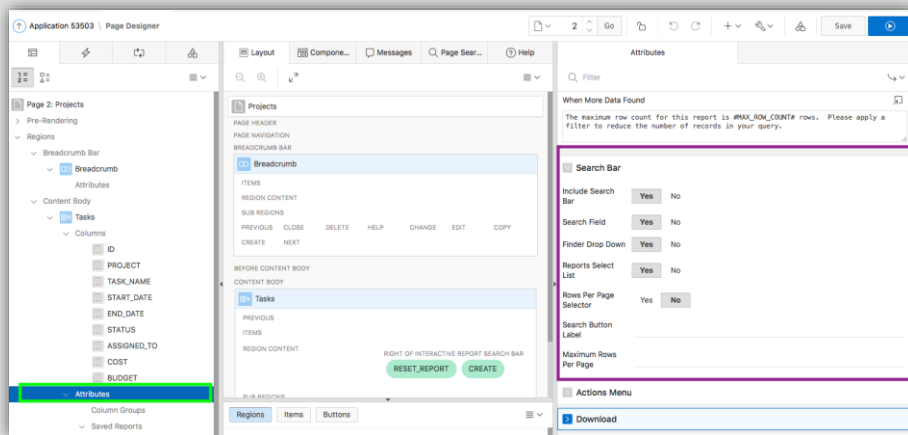 Application 53503 \ Page Designer
2
Go
Save
Layout
Compone...
Messages
Page Sear...
Help
Attributes
Page 2: Projects
Pre-Rendering
Regions
Breadcrumb Bar
Breadcrumb
Attributes
Content Body
Tasks
Columns
ID
PROJECT
TASK_NAME
START_DATE
END_DATE
STATUS
ASSIGNED_TO
COST
BUDGET
Attributes
Column Groups
Saved Reports
Projects
PAGE HEADER
PAGE NAVIGATION
BREADCRUMB BAR
Breadcrumb
ITEMS
REGION CONTENT
SUB REGIONS
PREVIOUS CLOSE DELETE HELP CHANGE EDIT COPY
CREATE NEXT
BEFORE CONTENT BODY
CONTENT BODY
Tasks
PREVIOUS
ITEMS
REGION CONTENT
RIGHT OF INTERACTIVE REPORT SEARCH BAR
RESET_REPORT CREATE
SUB REGIONS
Regions Items Buttons
Filter
When More Data Found
The maximum row count for this report is #MAX_ROW_COUNT# rows. Please apply a
filter to reduce the number of records in your query.
Search Bar
Include Search
Bar
Yes No
Search Field
Yes No
Finder Drop Down
Yes No
Reports Select
List
Yes No
Rows Per Page
Selector
Yes No
Search Button
Label
Maximum Rows
Per Page
Actions Menu
Download